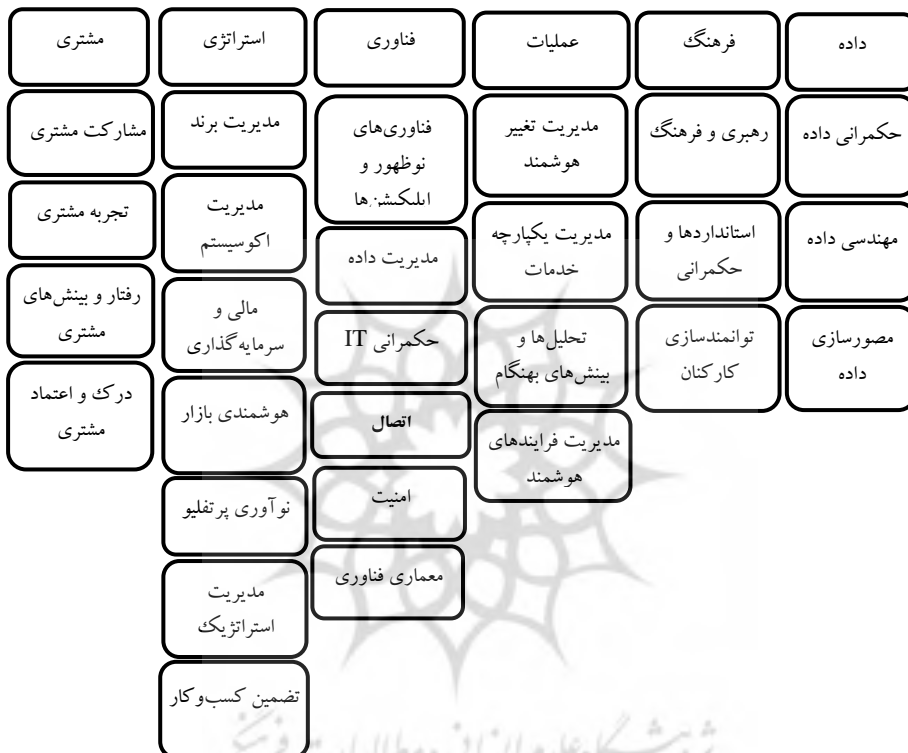 داده
حکمرانی داده
مهندسی داده
مصورسازی
داده
فرهنگ
رهبری و فرهنگ
استانداردها و
حکمرانی
توانمندسازی
کارکنان
عملیات
مدیریت تغییر
هوشمند
مدیریت یکپارچه
خدمات
تحلیل‌ها و
بینش‌های بهنگام
مدیریت فرایندهای
هوشمند
فناوری
فناوری‌های
نوظهور و
اپلیکیشن‌ها
مدیریت داده
حکمرانی IT
اتصال
امنیت
معماری فناوری
استراتژی
مدیریت برند
مدیریت
اکوسیستم
مالی و
سرمایه‌گذاری
هوشمندی بازار
نوآوری پرتفلیو
مدیریت
استراتژیک
تضمین کسب‌وکار
مشتری
مشارکت مشتری
تجربه مشتری
رفتار و بینش‌های
مشتری
درک و اعتماد
مشتری